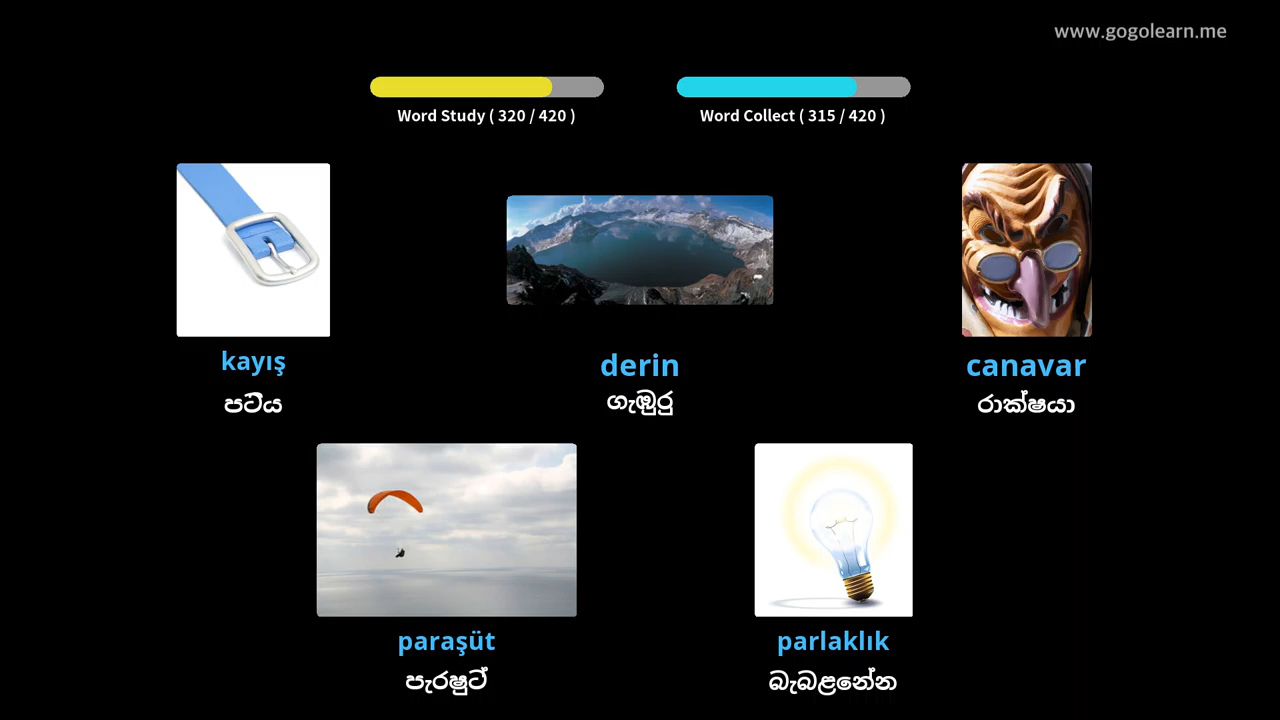 www.gogolearn.me
Word Study ( 320 / 420 )
Word Collect ( 315 / 420 )
kayış
පටිය
derin
ගැඹුරු
canavar
රාක්ෂයා
paraşüt
පැරෂුට්
parlaklık
බැබළනේන